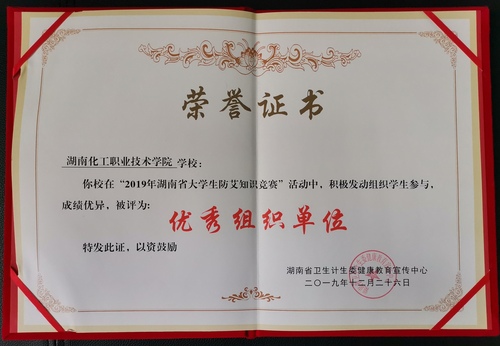 荣誉证书
湖南化工职业技术学院 学校：
你校在“2019年湖南省大学生防艾知识竞赛”活动中，积极发动组织学生参与，
成绩优异，被评为：
优秀组织单位
特发此证，以资鼓励
湖南省卫生计生委健康教育宣传中心
二〇一九年十二月二十六日